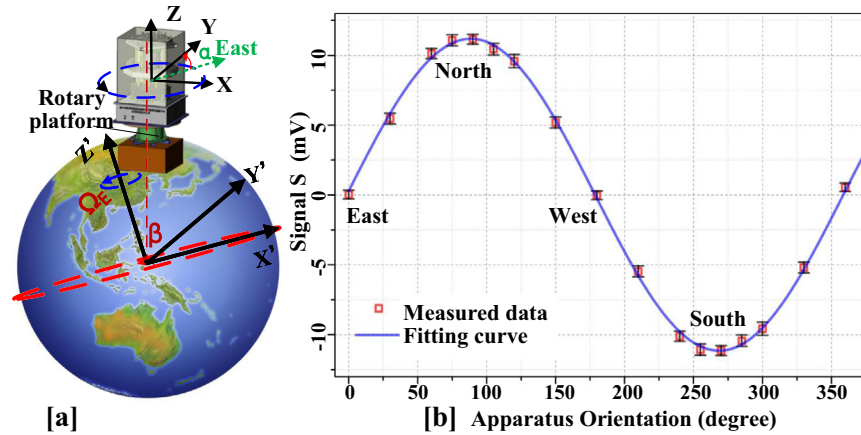 Z
Y
α East
X
Rotary
platform
Z'
Y'
Ω_E
β
X'
[a]
Signal S (mV)
10
5
0
-5
-10
North
East
West
South
Measured data
Fitting curve
0 50 100 150 200 250 300 350
[b] Apparatus Orientation (degree)